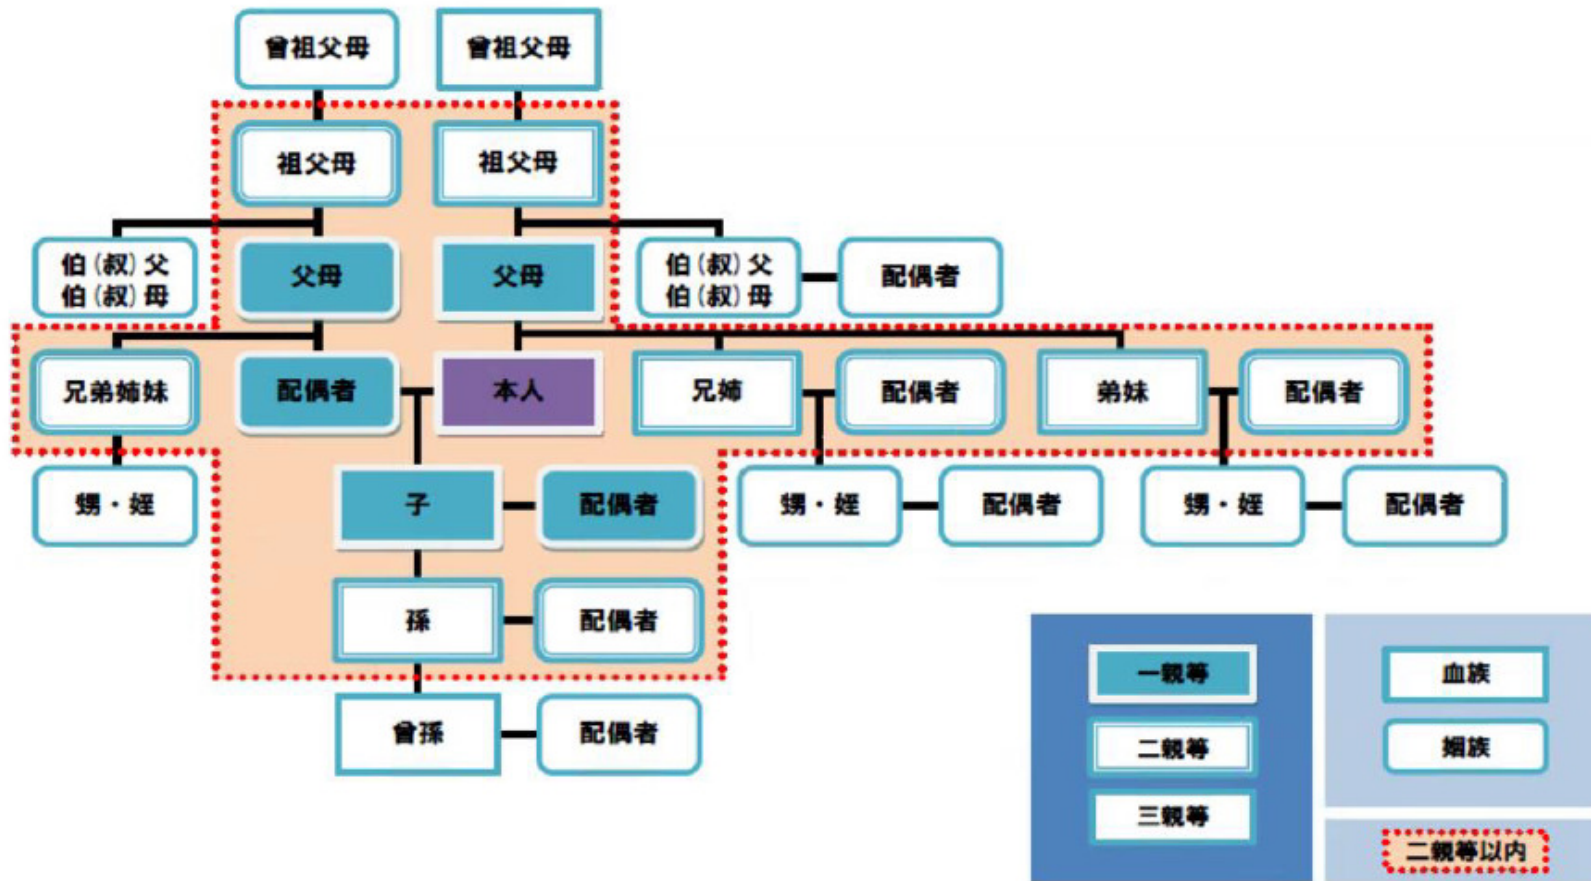 曾祖父母
曾祖父母
祖父母
祖父母
伯(叔)父
伯(叔)母
父母
父母
伯(叔)父
伯(叔)母
配偶者
兄弟姉妹
配偶者
本人
兄姉
配偶者
弟妹
配偶者
甥・姪
子
配偶者
甥・姪
配偶者
甥・姪
配偶者
孫
配偶者
曾孫
配偶者
一親等
二親等
三親等
血族
姻族
二親等以内